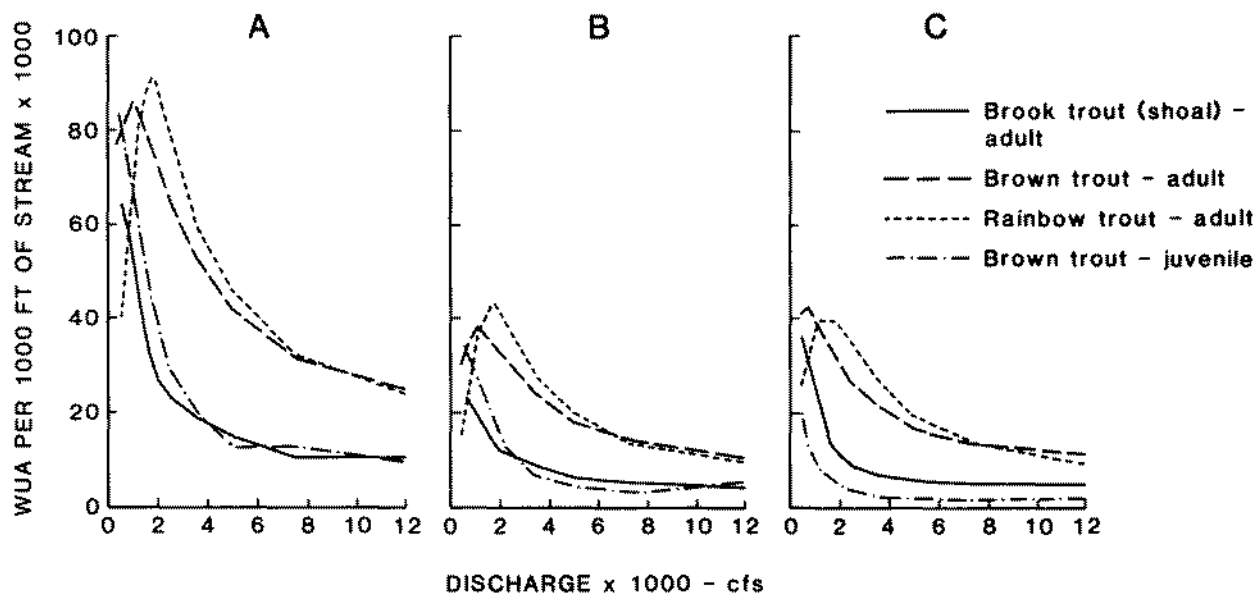 A
B
C
WUA PER 1000 FT OF STREAM x 1000
100
80
60
40
20
0
0 2 4 6 8 10 12
0 2 4 6 8 10 12
0 2 4 6 8 10 12
DISCHARGE x 1000 - cfs
Brook trout (shoal) -
adult
Brown trout - adult
Rainbow trout - adult
Brown trout - juvenile